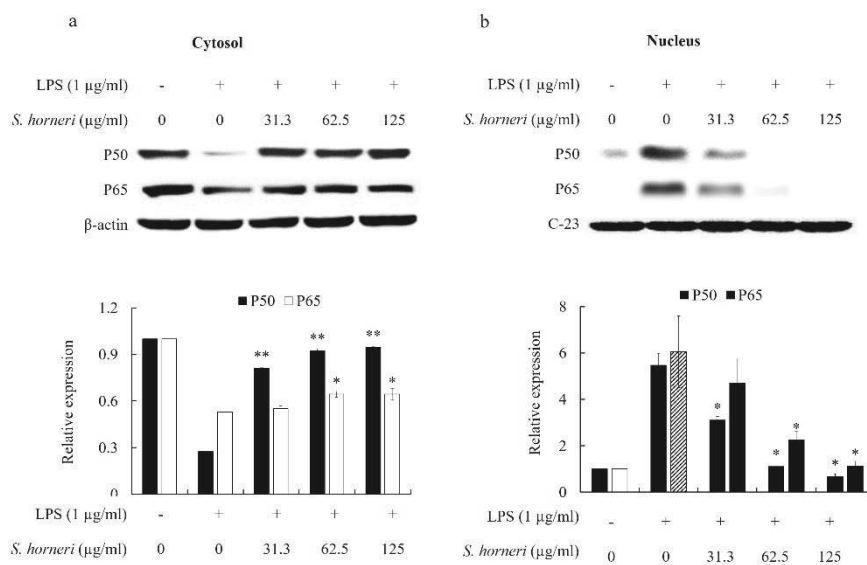 a
Cytosol
LPS (1 µg/ml) - + + + +
S. horneri (µg/ml) 0 0 31.3 62.5 125
P50
P65
β-actin
■ P50 □ P65
1.2
0.9
0.6
0.3
0
Relative expression
** ** **
* *
LPS (1 µg/ml) - + + + +
S. horneri (µg/ml) 0 0 31.3 62.5 125
b
Nucleus
LPS (1 µg/ml) - + + + +
S. horneri (µg/ml) 0 0 31.3 62.5 125
P50
P65
C-23
■ P50 ■ P65
8
6
4
2
0
Relative expression
* * * * *
LPS (1 µg/ml) - + + + +
S. horneri (µg/ml) 0 0 31.3 62.5 125